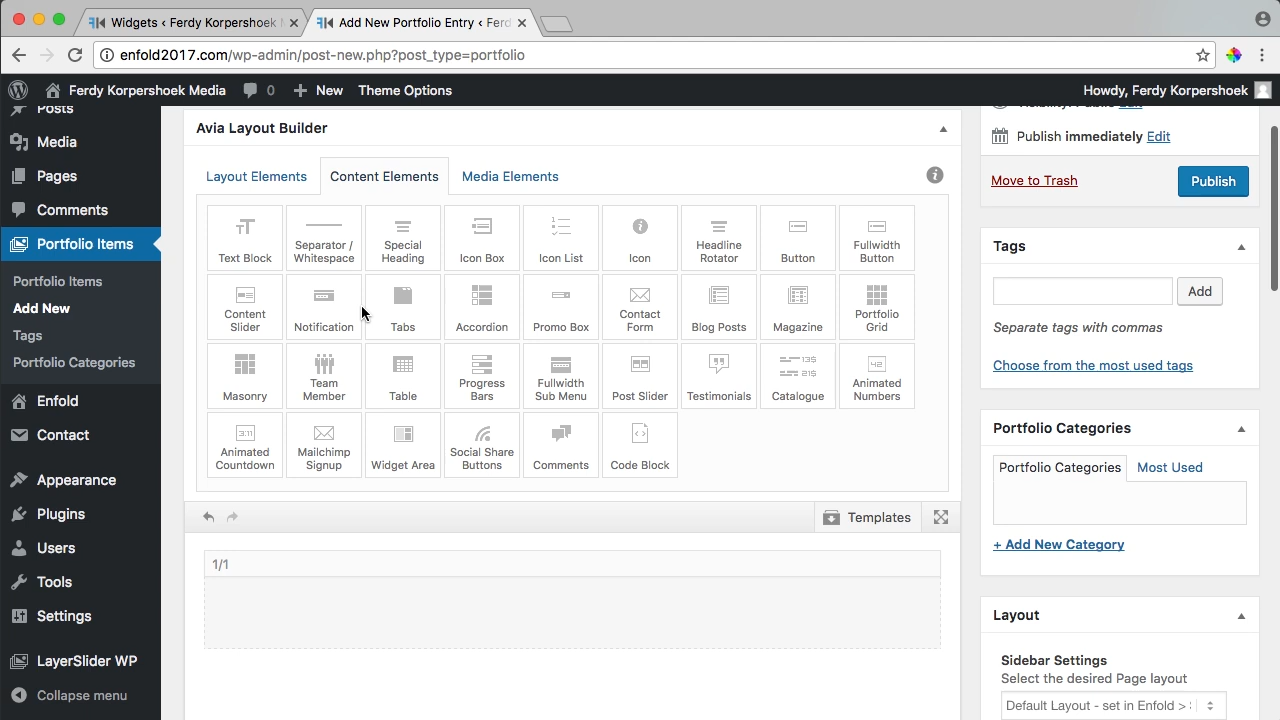 Widgets ‹ Ferdy Korpershoek
Add New Portfolio Entry ‹ Ferd
enfold2017.com/wp-admin/post-new.php?post_type=portfolio
Ferdy Korpershoek Media
0
New
Theme Options
Howdy, Ferdy Korpershoek
Posts
Media
Pages
Comments
Portfolio Items
Portfolio Items
Add New
Tags
Portfolio Categories
Enfold
Contact
Appearance
Plugins
Users
Tools
Settings
LayerSlider WP
Collapse menu
Avia Layout Builder
Layout Elements
Content Elements
Media Elements
Text Block
Separator /
Whitespace
Special
Heading
Icon Box
Icon List
Icon
Headline
Rotator
Button
Fullwidth
Button
Content
Slider
Notification
Tabs
Accordion
Promo Box
Contact
Form
Blog Posts
Magazine
Portfolio
Grid
Masonry
Team
Member
Table
Progress
Bars
Fullwidth
Sub Menu
Post Slider
Testimonials
13$
21$
Catalogue
42
Animated
Numbers
3:11
Animated
Countdown
Mailchimp
Signup
Widget Area
Social Share
Buttons
Comments
Code Block
Templates
1/1
Visibility: Public Edit
Publish immediately Edit
Move to Trash
Publish
Tags
Add
Separate tags with commas
Choose from the most used tags
Portfolio Categories
Portfolio Categories
Most Used
+ Add New Category
Layout
Sidebar Settings
Select the desired Page layout
Default Layout - set in Enfold >